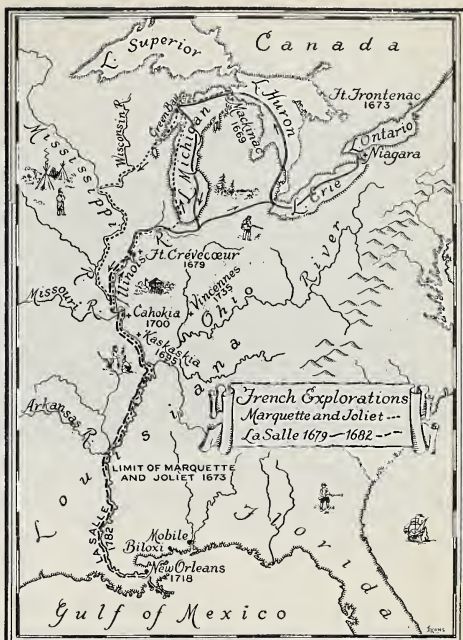 L. Superior
Canada
Ft. Frontenac
1673
L. Huron
Mackinac
1669
Green Bay
L. Michigan
Wisconsin R.
L. Ontario
Niagara
L. Erie
Mississippi
R.
Illinois R.
Ft. Crévecœur
1679
Vincennes
1735
Ohio River
Missouri R.
Cahokia
1700
Kaskaskia
1695
Louisiana
French Explorations
Marquette and Joliet ---
La Salle 1679-1682 ---
Arkansas R.
LIMIT OF MARQUETTE
AND JOLIET 1673
LA SALLE
1782
Florida
Mobile
Biloxi
New Orleans
1718
Gulf of Mexico